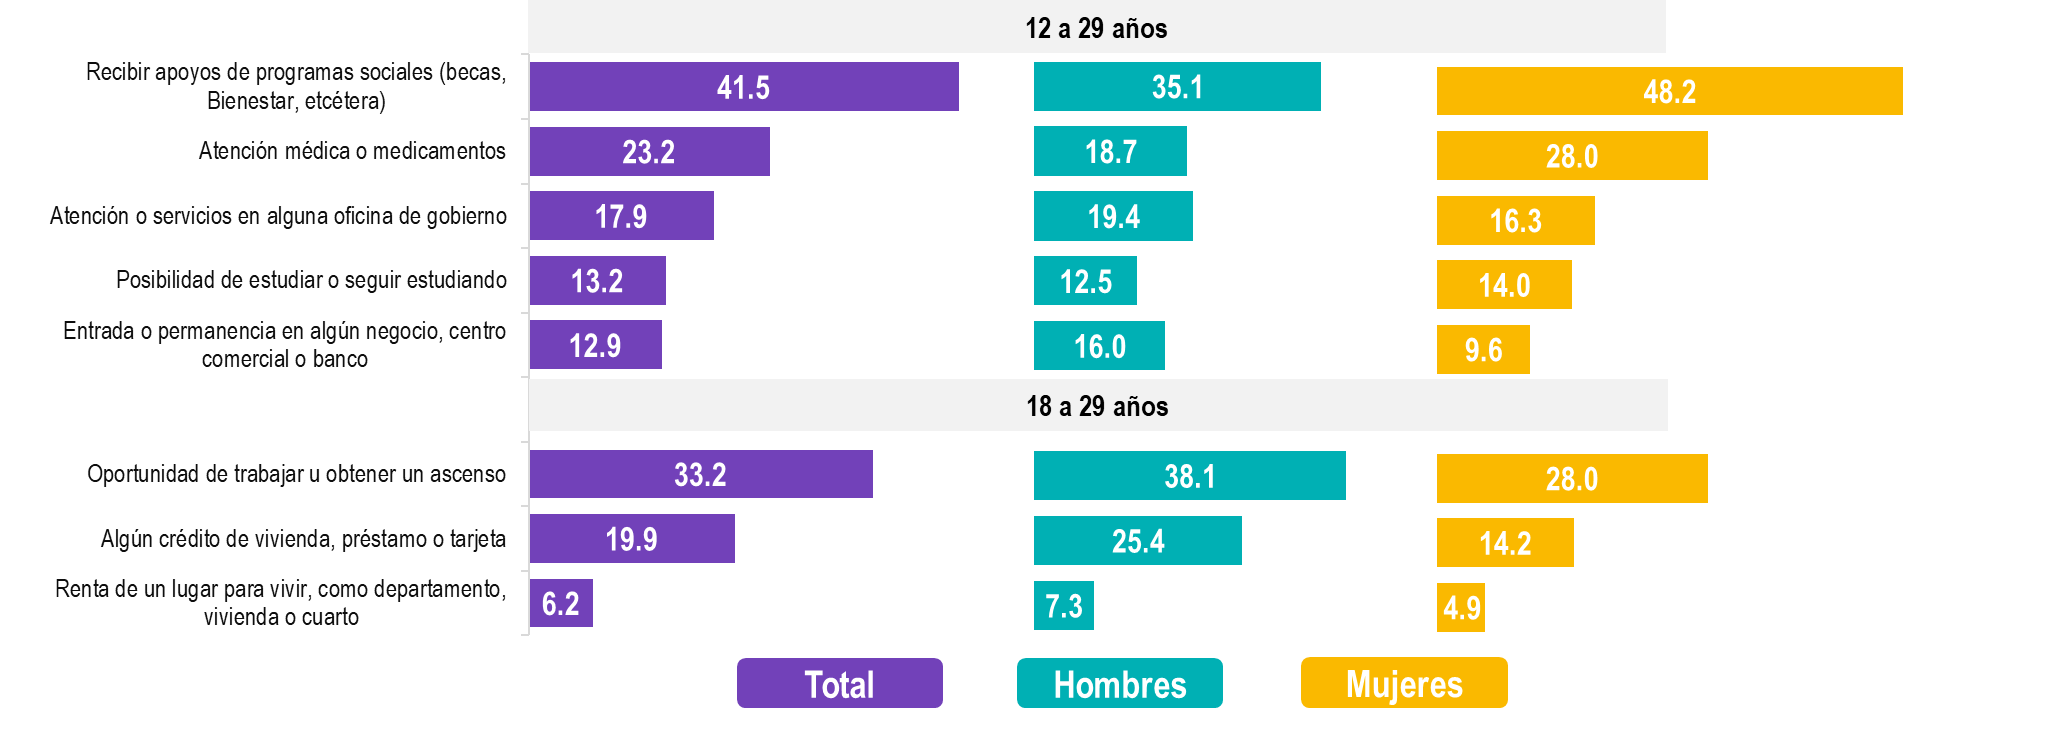 12 a 29 años
Recibir apoyos de programas sociales (becas,
Bienestar, etcétera)
41.5
35.1
48.2
Atención médica o medicamentos
23.2
18.7
28.0
Atención o servicios en alguna oficina de gobierno
17.9
19.4
16.3
Posibilidad de estudiar o seguir estudiando
13.2
12.5
14.0
Entrada o permanencia en algún negocio, centro
comercial o banco
12.9
16.0
9.6
18 a 29 años
Oportunidad de trabajar u obtener un ascenso
33.2
38.1
28.0
Algún crédito de vivienda, préstamo o tarjeta
19.9
25.4
14.2
Renta de un lugar para vivir, como departamento,
vivienda o cuarto
6.2
7.3
4.9
Total
Hombres
Mujeres